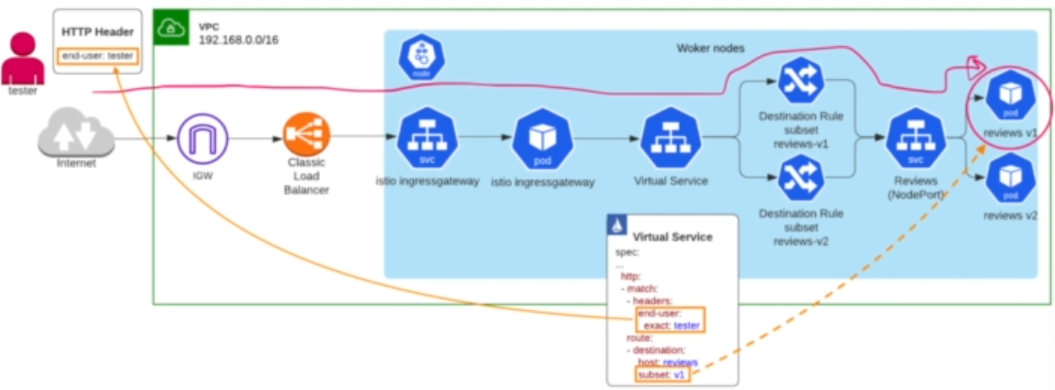 HTTP Header
end-user: tester
tester
Internet
VPC
192.168.0.0/16
IGW
Classic
Load
Balancer
Woker nodes
node
svc
istio ingressgateway
pod
istio ingressgateway
Virtual Service
Destination Rule
subset
reviews-v1
Destination Rule
subset
reviews-v2
svc
Reviews
(NodePort)
pod
reviews v1
pod
reviews v2
Virtual Service
spec:
...
http:
- match:
- headers:
end-user:
exact: tester
route:
- destination:
host: reviews
subset: v1